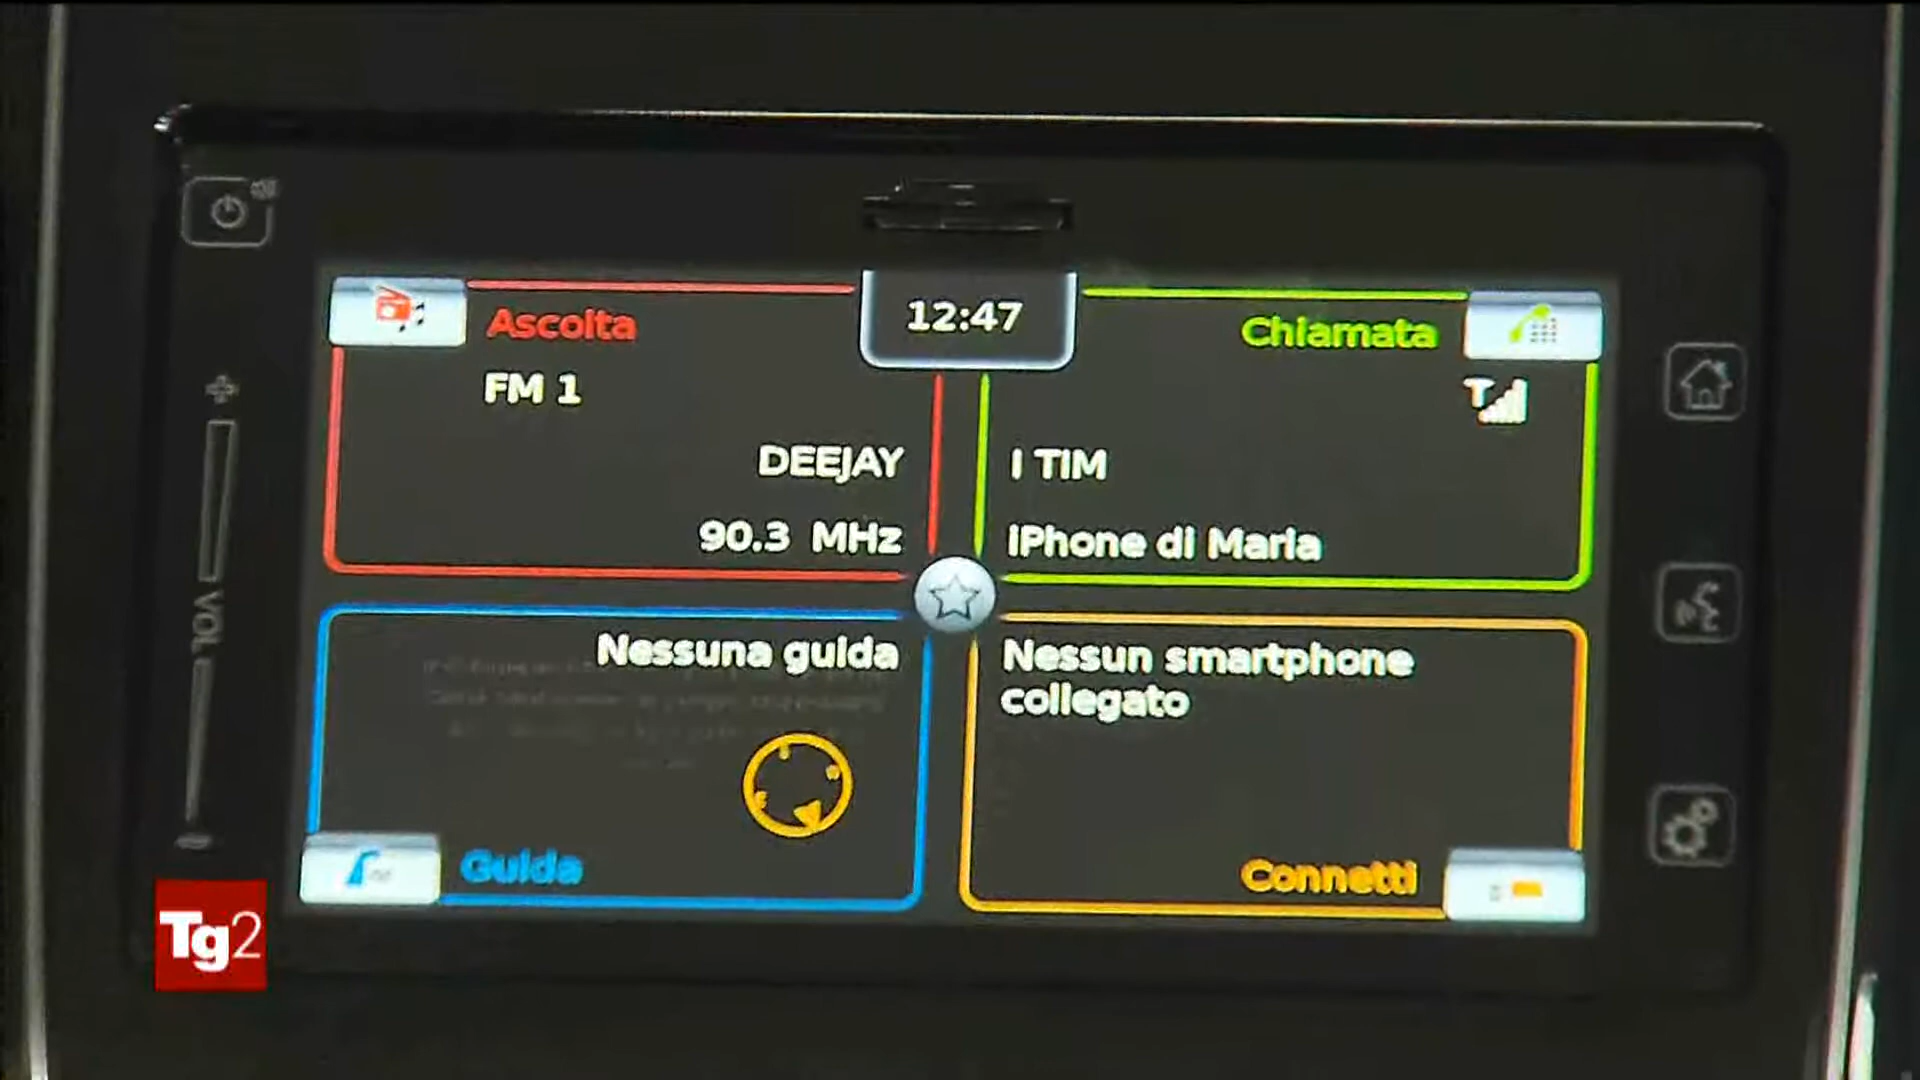 12:47
Ascolta
FM 1
DEEJAY
90.3 MHz
Chiamata
T
I TIM
iPhone di Maria
Nessuna guida
Guida
Nessun smartphone
collegato
Connetti
VOL
Tg2